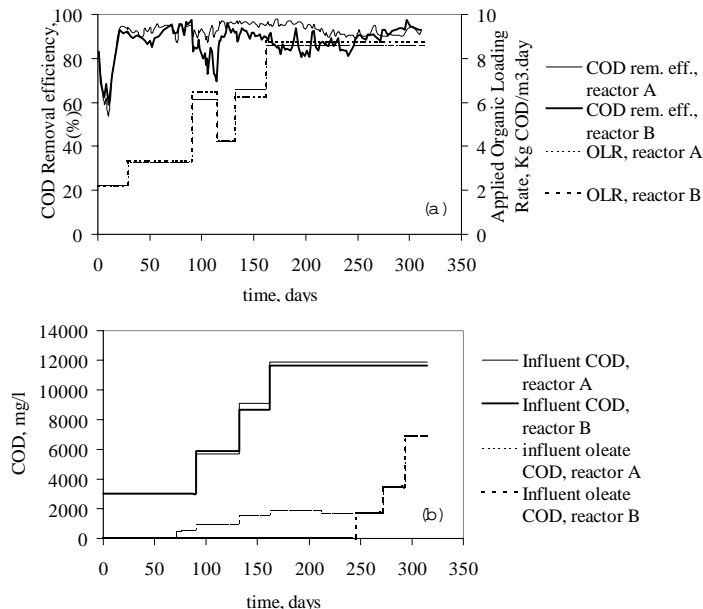 COD Removal efficiency,
(%)
100
80
60
40
20
0
10
8
6
4
2
0
Applied Organic Loading
Rate, Kg COD/m3.day
(a)
0
50
100
150
200
250
300
350
time, days
COD rem. eff.,
reactor A
COD rem. eff.,
reactor B
OLR, reactor A
OLR, reactor B
COD, mg/l
14000
12000
10000
8000
6000
4000
2000
0
(b)
0
50
100
150
200
250
300
350
time, days
Influent COD,
reactor A
Influent COD,
reactor B
influent oleate
COD, reactor A
Influent oleate
COD, reactor B